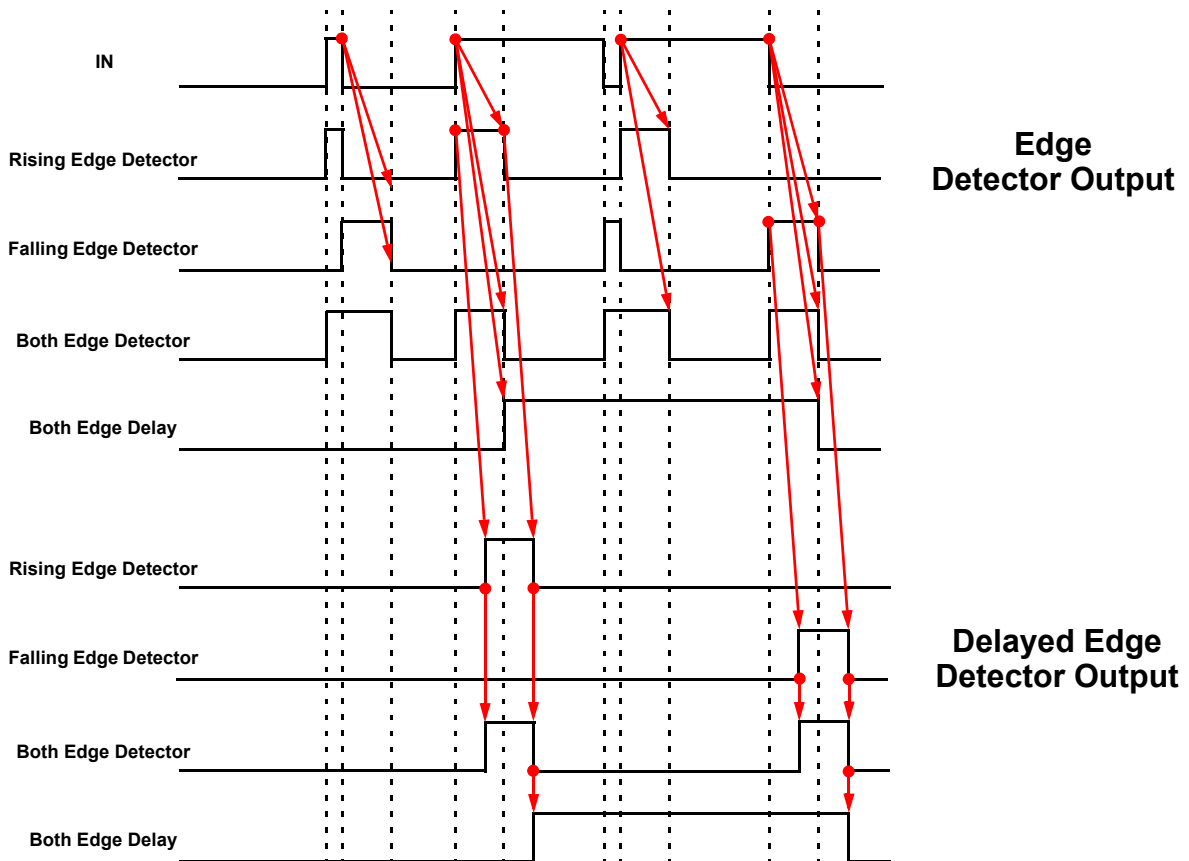 IN
Rising Edge Detector
Falling Edge Detector
Both Edge Detector
Both Edge Delay
Edge
Detector Output
Rising Edge Detector
Falling Edge Detector
Both Edge Detector
Both Edge Delay
Delayed Edge
Detector Output